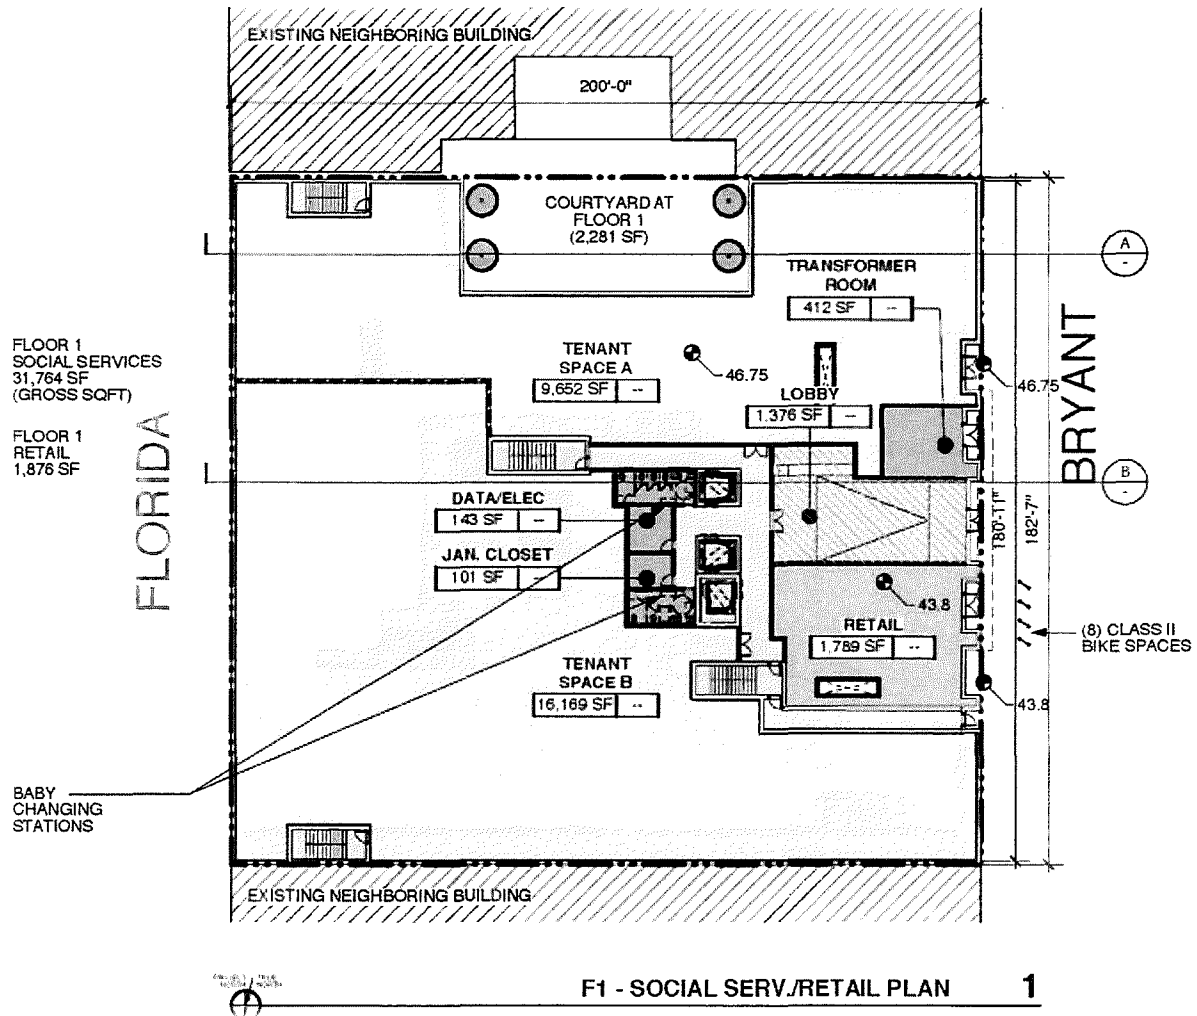 EXISTING NEIGHBORING BUILDING
200'-0"
COURTYARD AT
FLOOR 1
(2,281 SF)
A
-
TRANSFORMER
ROOM
412 SF --
FLOOR 1
SOCIAL SERVICES
31,764 SF
(GROSS SQFT)
FLOOR 1
RETAIL
1,876 SF
TENANT
SPACE A
9,652 SF --
46.75
LOBBY
1.376 SF --
46.75
BRYANT
FLORIDA
B
-
DATA/ELEC
143 SF --
JAN. CLOSET
101 SF --
180'-11"
182'-7"
43.8
RETAIL
1,789 SF --
(8) CLASS II
BIKE SPACES
TENANT
SPACE B
16,169 SF --
43.8
BABY
CHANGING
STATIONS
EXISTING NEIGHBORING BUILDING
F1 - SOCIAL SERV./RETAIL PLAN 1